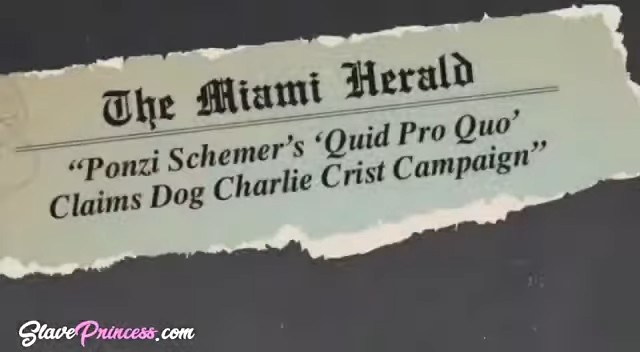 The Miami Herald
“Ponzi Schemer’s ‘Quid Pro Quo’
Claims Dog Charlie Crist Campaign”
SlavePrincess.com